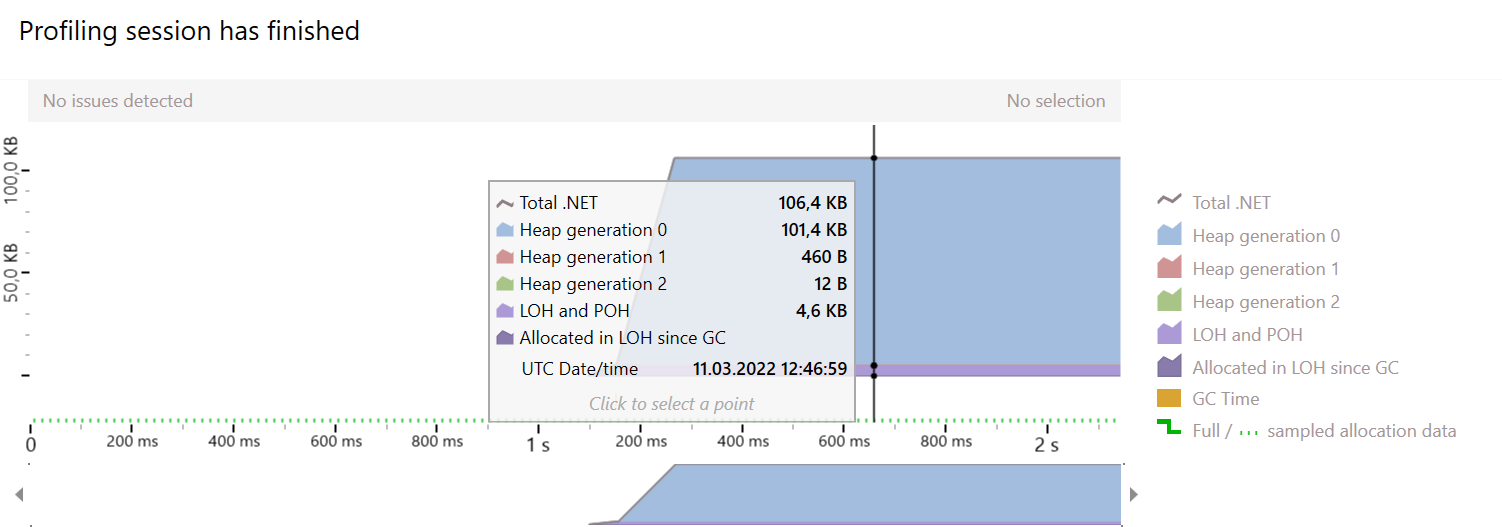 Profiling session has finished
No issues detected
No selection
100,0 KB
50,0 KB
Total .NET 106,4 KB
Heap generation 0 101,4 KB
Heap generation 1 460 B
Heap generation 2 12 B
LOH and POH 4,6 KB
Allocated in LOH since GC
UTC Date/time 11.03.2022 12:46:59
Click to select a point
0 200 ms 400 ms 600 ms 800 ms 1 s 200 ms 400 ms 600 ms 800 ms 2 s
Total .NET
Heap generation 0
Heap generation 1
Heap generation 2
LOH and POH
Allocated in LOH since GC
GC Time
Full / sampled allocation data